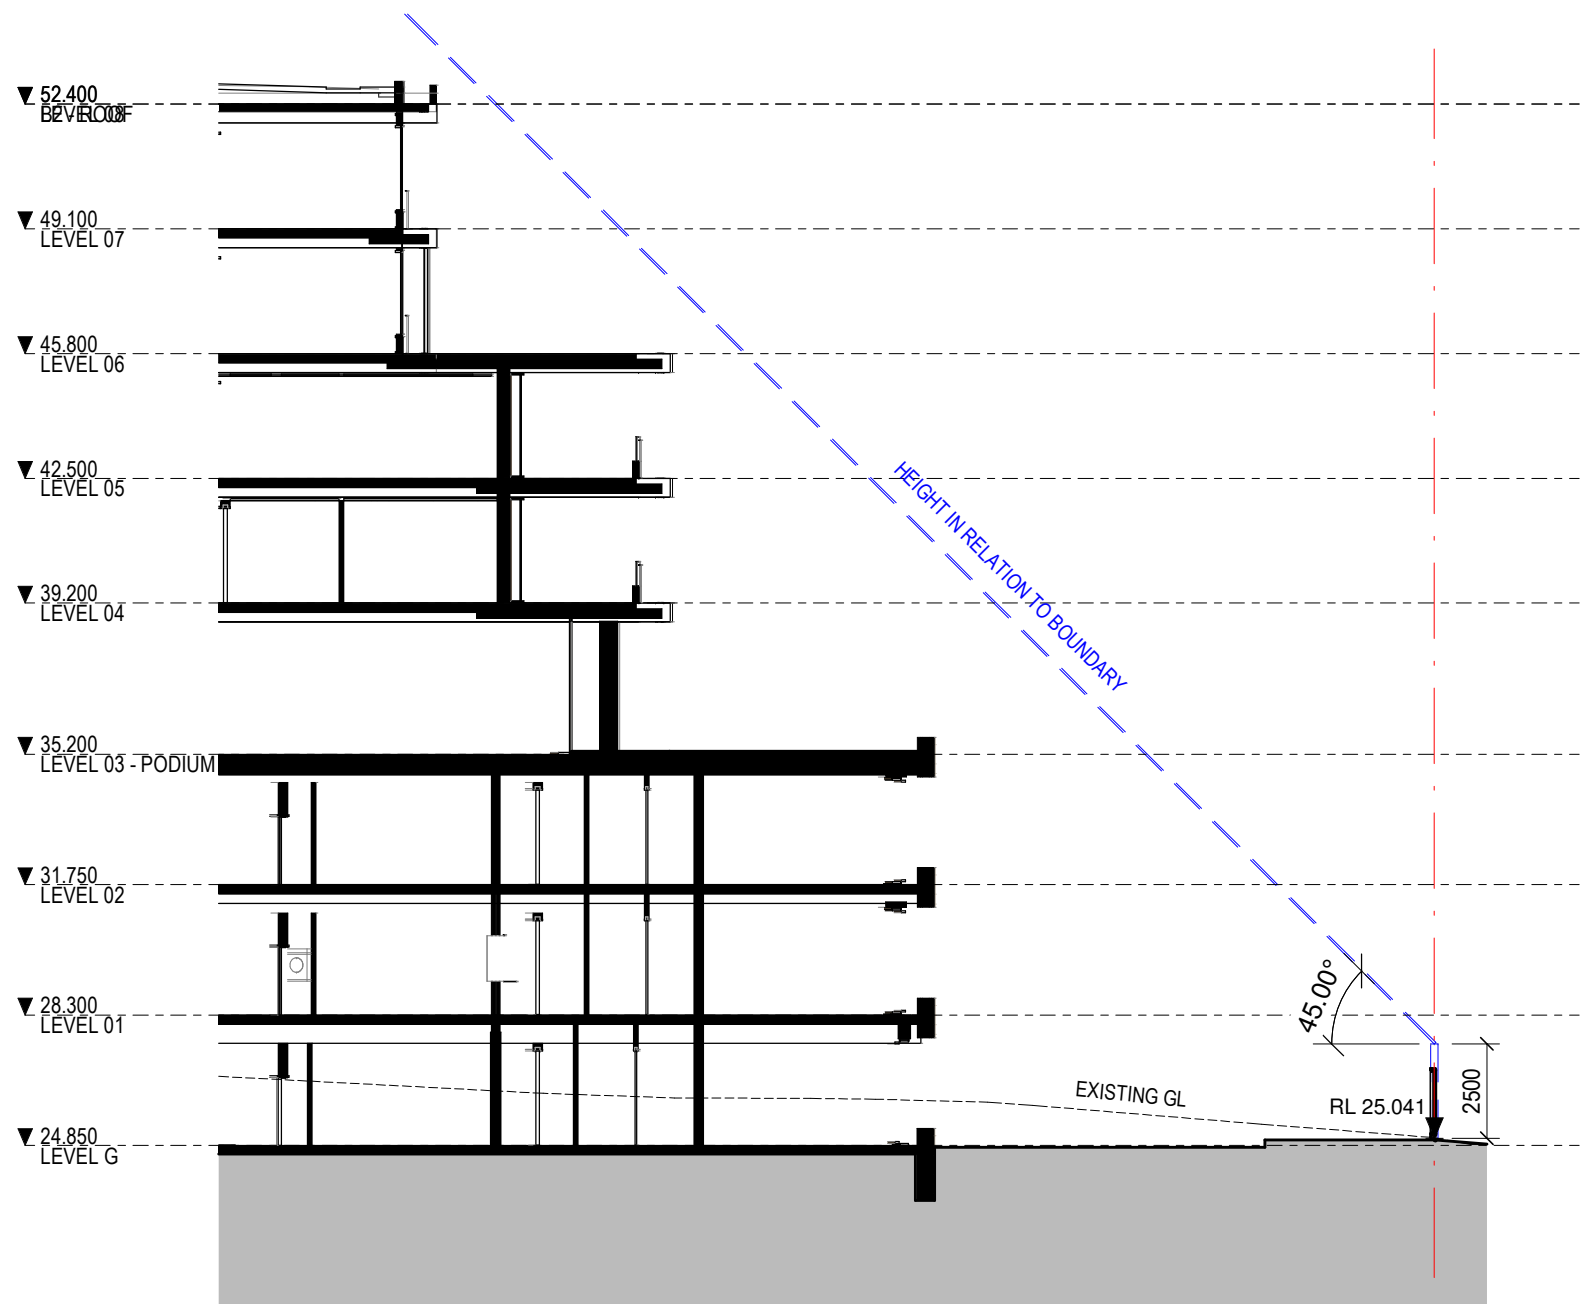 52.400
49.100
LEVEL 07
45.800
LEVEL 06
42.500
LEVEL 05
HEIGHT IN RELATION TO BOUNDARY
39.200
LEVEL 04
35.200
LEVEL 03 - PODIUM
31.750
LEVEL 02
28.300
LEVEL 01
45.00°
2500
EXISTING GL
RL 25.041
24.850
LEVEL G